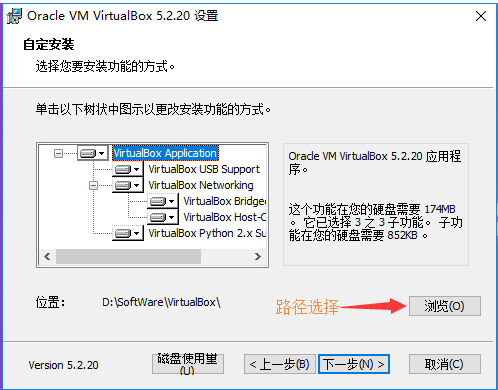 Oracle VM VirtualBox 5.2.20 设置
自定安装
选择您要安装功能的方式。
单击以下树状中图示以更改安装功能的方式。
VirtualBox Application
VirtualBox USB Support
VirtualBox Networking
VirtualBox Bridge
VirtualBox Host-C
VirtualBox Python 2.x Su
Oracle VM VirtualBox 5.2.20 应用程
序。
这个功能在您的硬盘需要 174MB
。 它已选择 3 之 3 子功能。 子功
能在您的硬盘需要 852KB 。
位置： D:\SoftWare\VirtualBox\
路径选择
浏览(O)
Version 5.2.20
磁盘使用量
(U)
< 上一步(B)
下一步(N) >
取消(C)